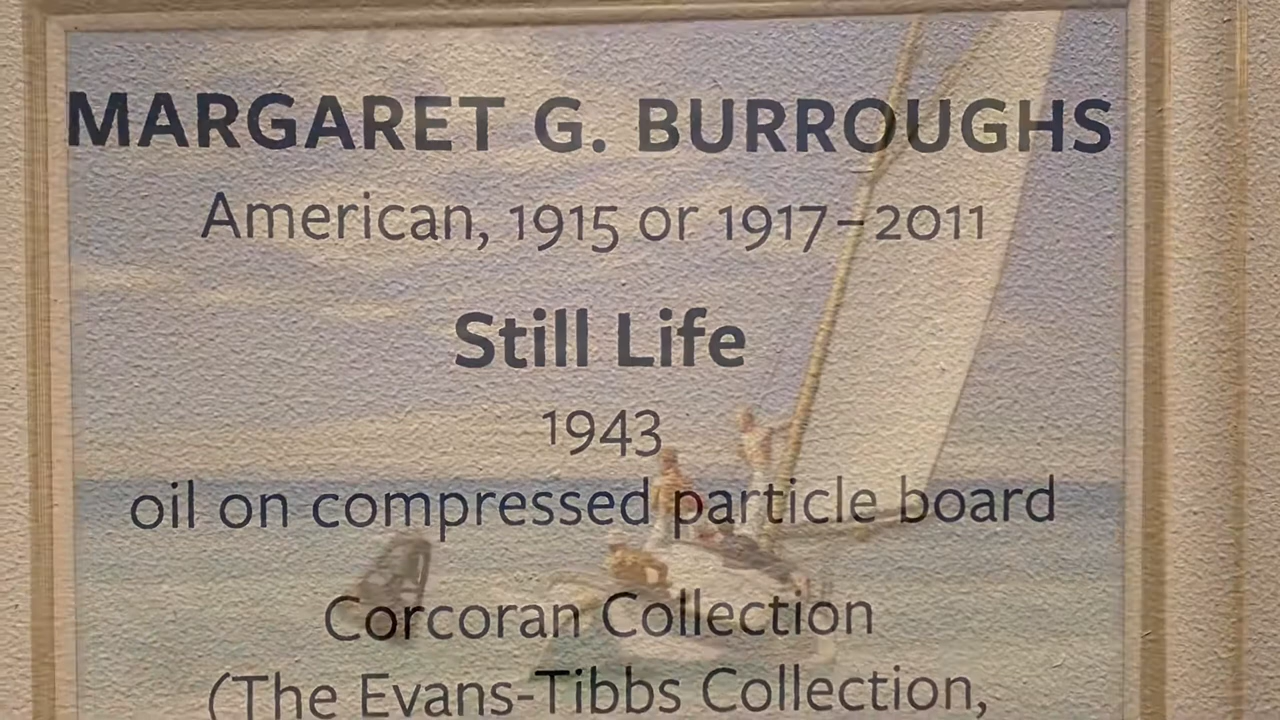 MARGARET G. BURROUGHS
American, 1915 or 1917–2011
Still Life
1943
oil on compressed particle board
Corcoran Collection
(The Evans-Tibbs Collection,